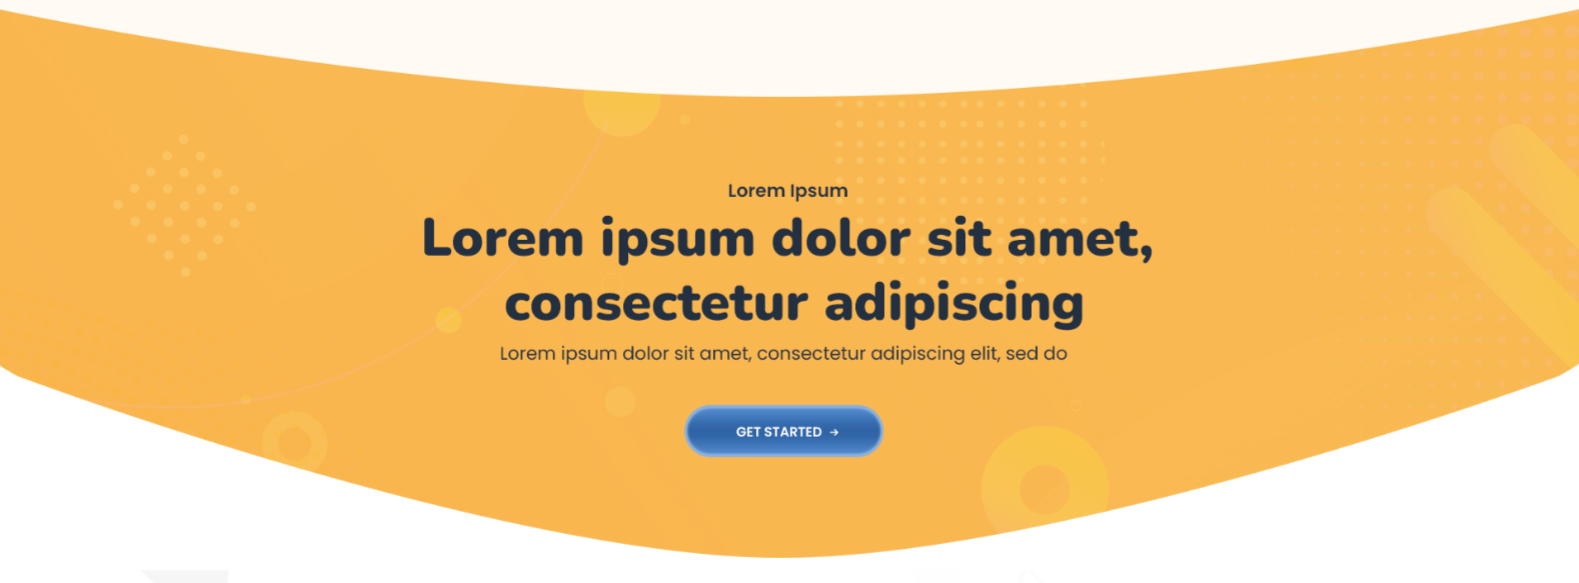 Lorem Ipsum
Lorem ipsum dolor sit amet,
consectetur adipiscing
Lorem ipsum dolor sit amet, consectetur adipiscing elit, sed do
GET STARTED →